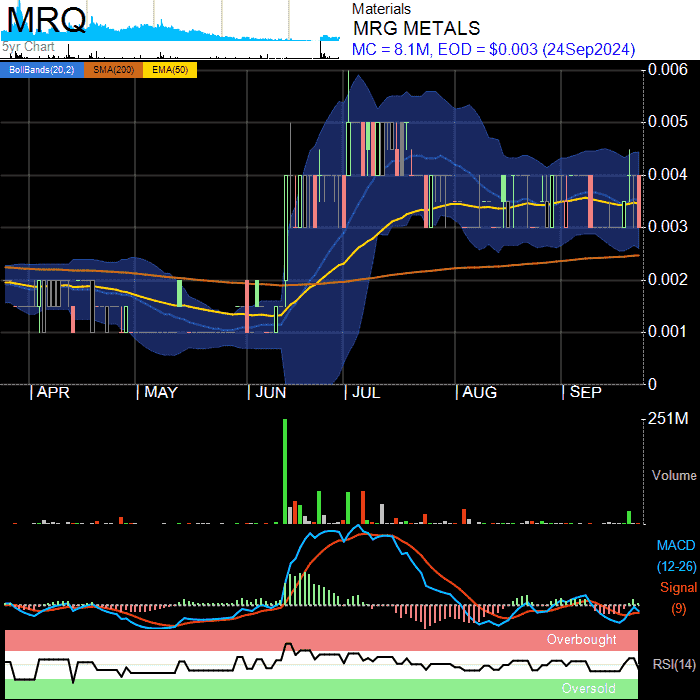 MRQ
5yr Chart
Materials
MRG METALS
MC = 8.1M, EOD = $0.003 (24Sep2024)
BollBands(20,2) SMA(200) EMA(50)
0.006
0.005
0.004
0.003
0.002
0.001
0
APR MAY JUN JUL AUG SEP
251M
Volume
MACD
(12-26)
Signal
(9)
Overbought
RSI(14)
Oversold